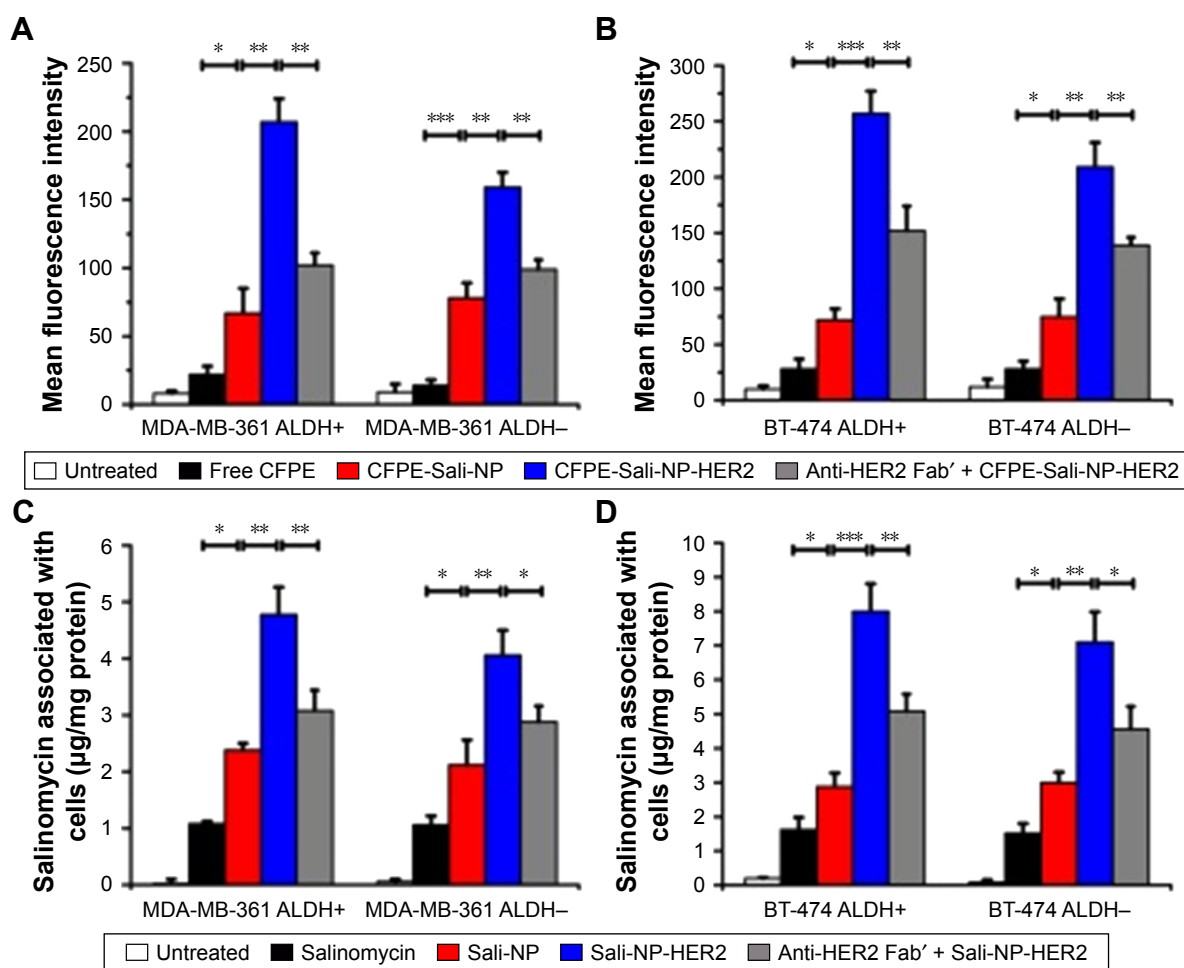 A
Mean fluorescence intensity
250
200
150
100
50
0
* ** **
*** ** **
MDA-MB-361 ALDH+ MDA-MB-361 ALDH–
B
Mean fluorescence intensity
300
250
200
150
100
50
0
* *** **
* ** **
BT-474 ALDH+ BT-474 ALDH–
Untreated Free CFPE CFPE-Sali-NP CFPE-Sali-NP-HER2 Anti-HER2 Fab′ + CFPE-Sali-NP-HER2
C
Salinomycin associated with
cells (µg/mg protein)
6
5
4
3
2
1
0
* ** **
* ** *
MDA-MB-361 ALDH+ MDA-MB-361 ALDH–
D
Salinomycin associated with
cells (µg/mg protein)
10
9
8
7
6
5
4
3
2
1
0
* *** **
* ** *
BT-474 ALDH+ BT-474 ALDH–
Untreated Salinomycin Sali-NP Sali-NP-HER2 Anti-HER2 Fab′ + Sali-NP-HER2